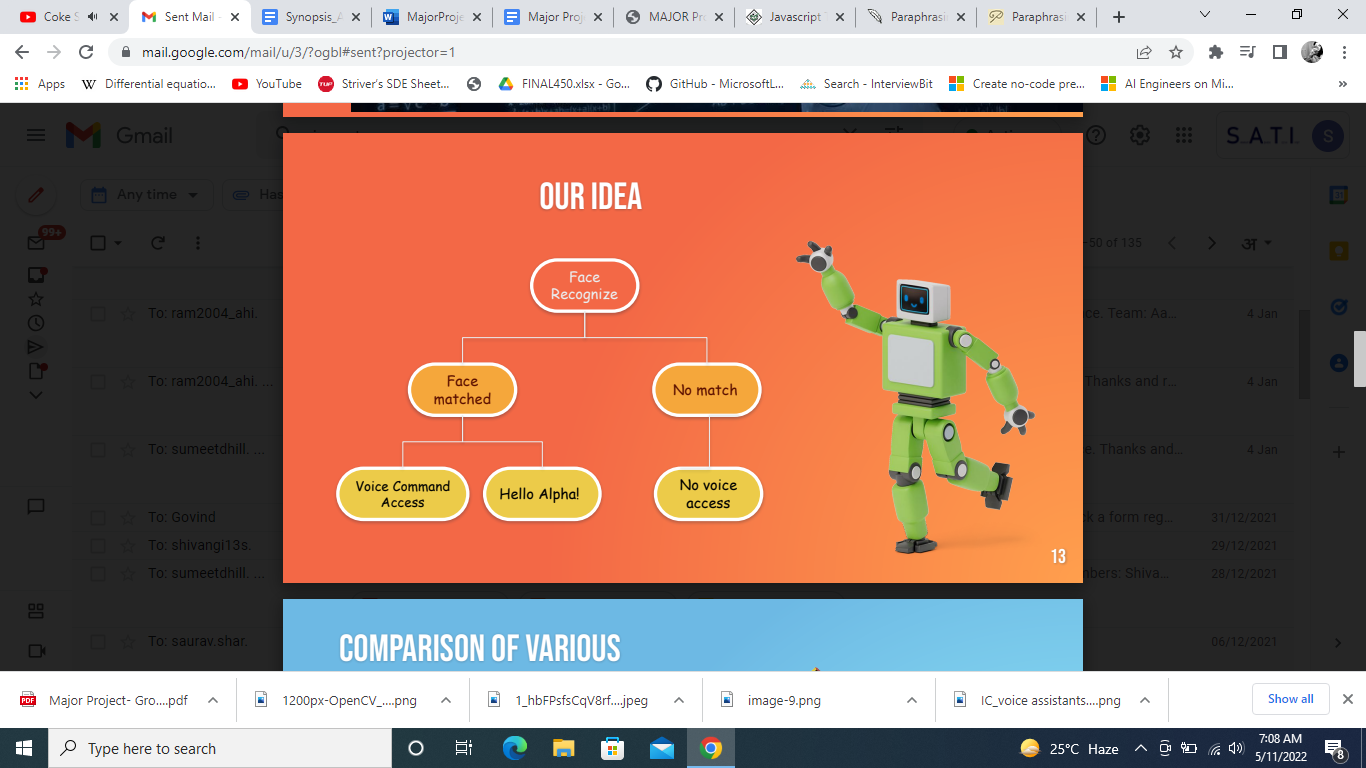 Coke S
Sent Mail -
Synopsis_A
MajorProje
Major Proj
MAJOR Pr
Javascript
Paraphrasin
Paraphrasin
mail.google.com/mail/u/3/?ogbl#sent?projector=1
Apps
Differential equatio...
YouTube
Striver's SDE Sheet...
FINAL450.xlsx - Go...
GitHub - MicrosoftL...
Search - InterviewBit
Create no-code pre...
AI Engineers on Mi...
»
Gmail
S.A.T.I.
S
Any time
Has
99+
-50 of 135
अ
OUR IDEA
Face
Recognize
Face
matched
No match
Voice Command
Access
Hello Alpha!
No voice
access
13
To: ram2004_ahi.
ce. Team: Aa...
4 Jan
To: ram2004_ahi. ...
Thanks and r...
4 Jan
To: sumeetdhill. ...
e. Thanks and...
4 Jan
To: Govind
k a form reg...
31/12/2021
To: shivangi13s.
29/12/2021
To: sumeetdhill. ...
nbers: Shiva...
28/12/2021
To: saurav.shar.
06/12/2021
COMPARISON OF VARIOUS
Major Project- Gro....pdf
1200px-OpenCV_....png
1_hbFPsfsCqV8rf....jpeg
image-9.png
IC_voice assistants....png
Show all
Type here to search
25°C Haze
7:08 AM
5/11/2022
8